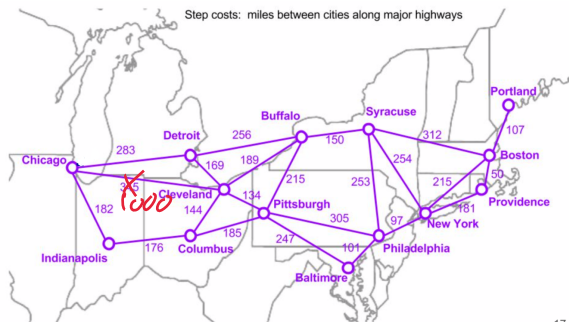 Step costs: miles between cities along major highways
Portland
Buffalo
Syracuse
Detroit
256
150
312
107
283
Boston
Chicago
169
189
254
50
215
253
215
Cleveland
134
Pittsburgh
Providence
000
182
144
305
97
181
New York
185
247
176
Columbus
101
Philadelphia
Indianapolis
Baltimore